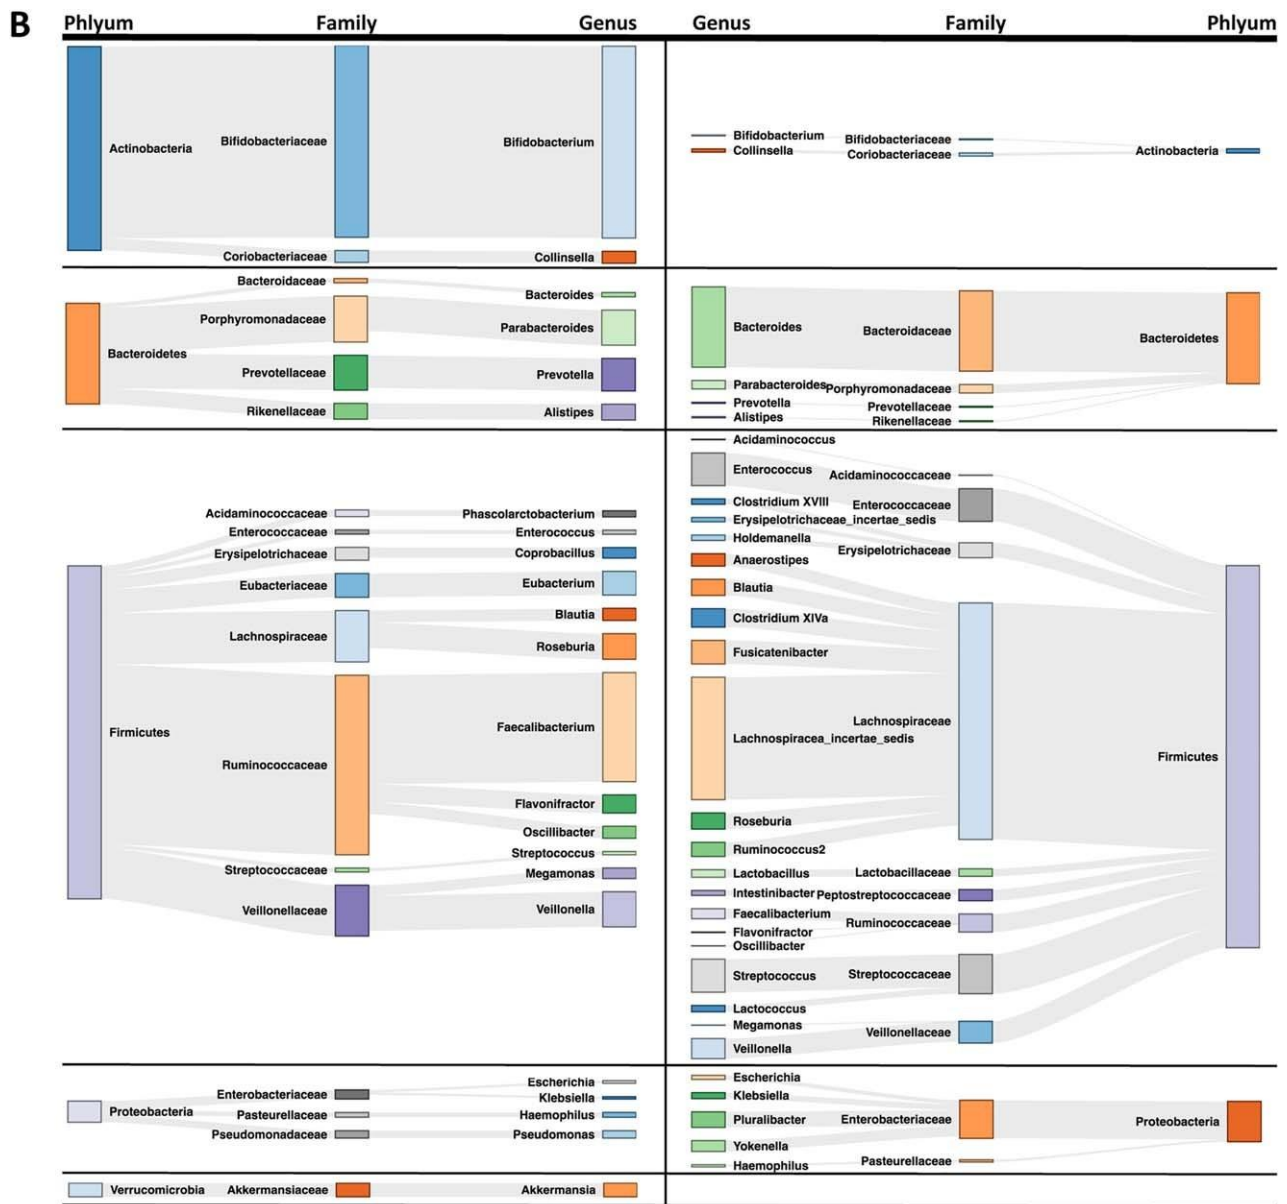 B
Phlyum Family Genus Genus Family Phlyum
Actinobacteria
Bifidobacteriaceae
Bifidobacterium
Coriobacteriaceae
Collinsella
Bifidobacterium
Collinsella
Bifidobacteriaceae
Coriobacteriaceae
Actinobacteria
Bacteroidetes
Bacteroidaceae
Porphyromonadaceae
Prevotellaceae
Rikenellaceae
Bacteroides
Parabacteroides
Prevotella
Alistipes
Bacteroides
Parabacteroides
Prevotella
Alistipes
Bacteroidaceae
Porphyromonadaceae
Prevotellaceae
Rikenellaceae
Bacteroidetes
Firmicutes
Acidaminococcaceae
Enterococcaceae
Erysipelotrichaceae
Eubacteriaceae
Lachnospiraceae
Ruminococcaceae
Streptococcaceae
Veillonellaceae
Phascolarctobacterium
Enterococcus
Coprobacillus
Eubacterium
Blautia
Roseburia
Faecalibacterium
Flavonifractor
Oscillibacter
Streptococcus
Megamonas
Veillonella
Acidaminococcus
Enterococcus
Clostridium XVIII
Erysipelotrichaceae_incertae_sedis
Holdemanella
Anaerostipes
Blautia
Clostridium XIVa
Fusicatenibacter
Lachnospiracea_incertae_sedis
Roseburia
Ruminococcus2
Lactobacillus
Intestinibacter
Faecalibacterium
Flavonifractor
Oscillibacter
Streptococcus
Lactococcus
Megamonas
Veillonella
Acidaminococcaceae
Enterococcaceae
Erysipelotrichaceae
Lachnospiraceae
Lactobacillaceae
Peptostreptococcaceae
Ruminococcaceae
Streptococcaceae
Veillonellaceae
Firmicutes
Proteobacteria
Enterobacteriaceae
Pasteurellaceae
Pseudomonadaceae
Escherichia
Klebsiella
Haemophilus
Pseudomonas
Escherichia
Klebsiella
Pluralibacter
Yokenella
Haemophilus
Enterobacteriaceae
Pasteurellaceae
Proteobacteria
Verrucomicrobia
Akkermansiaceae
Akkermansia